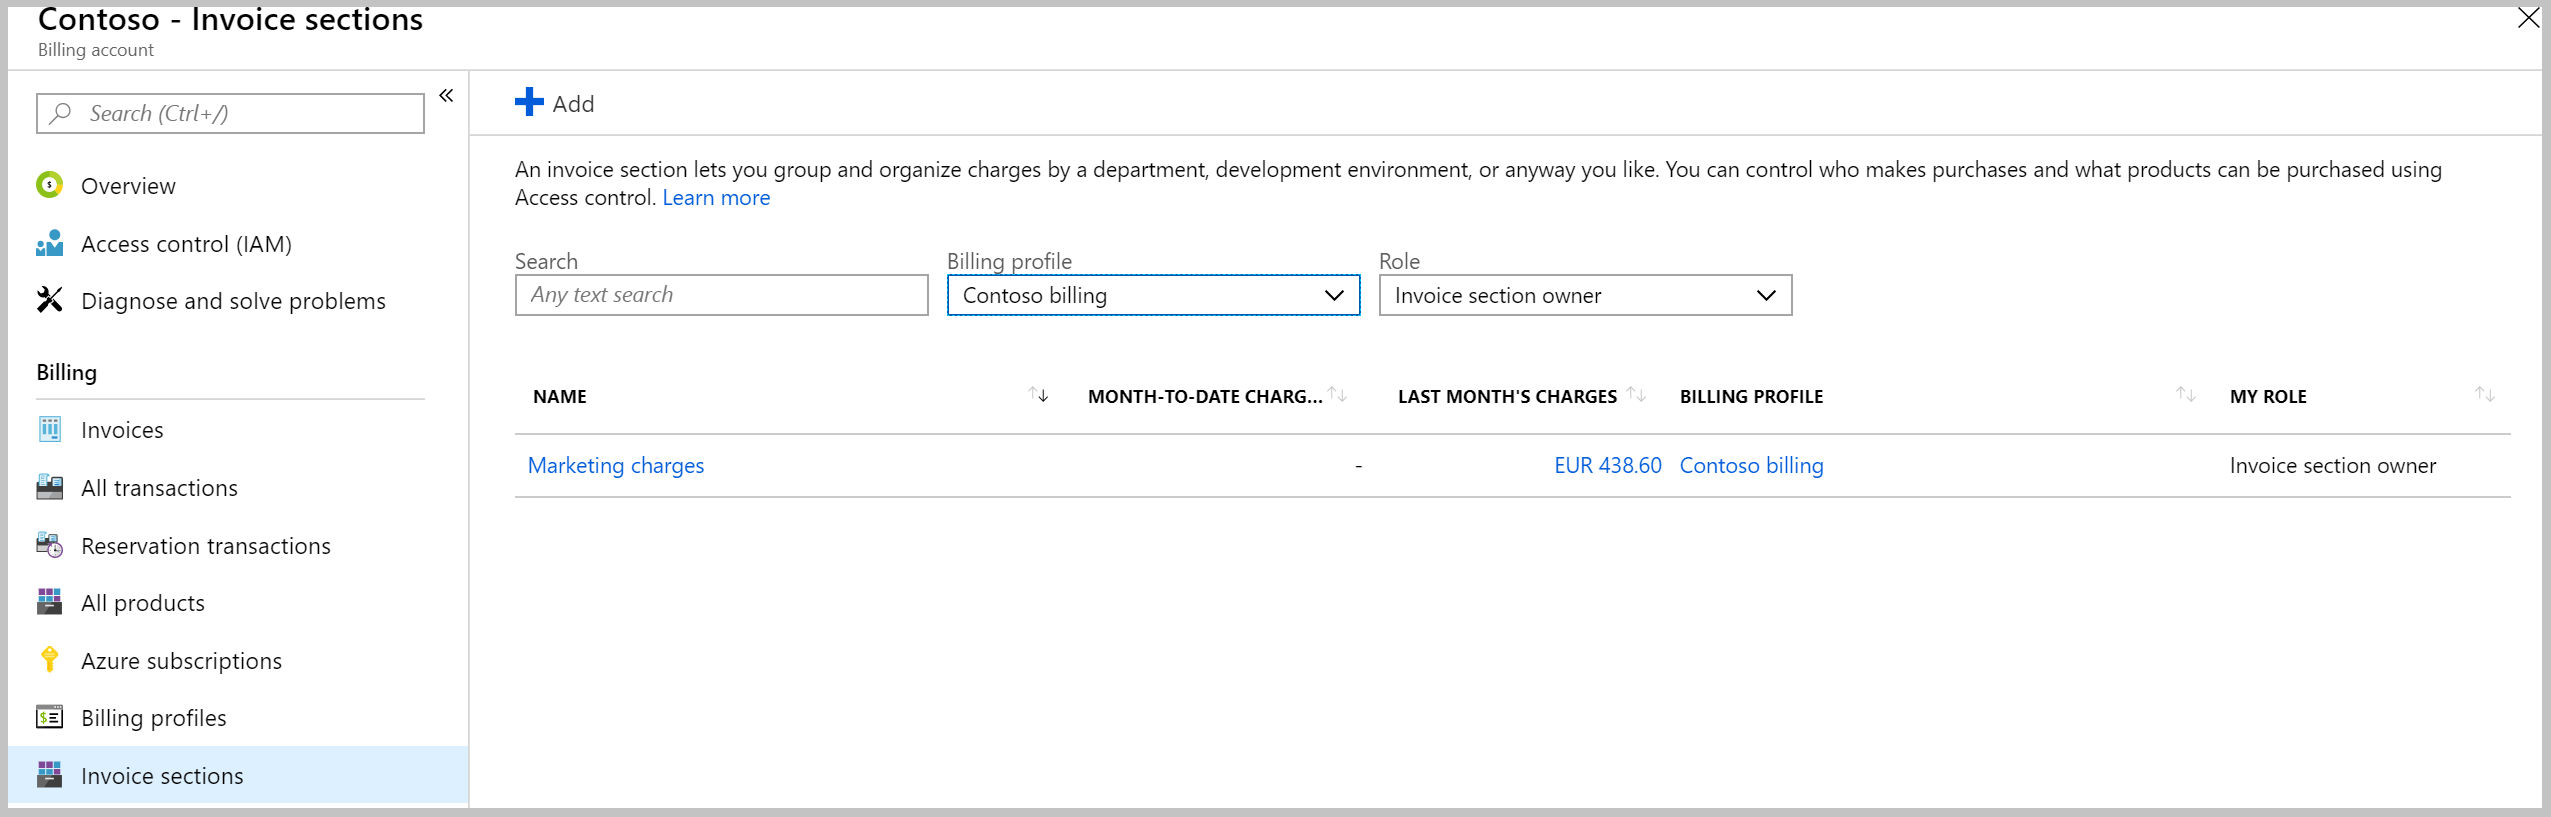 Contoso - Invoice sections
Billing account
Search (Ctrl+/)
Overview
Access control (IAM)
Diagnose and solve problems
Billing
Invoices
All transactions
Reservation transactions
All products
Azure subscriptions
Billing profiles
Invoice sections
Add
An invoice section lets you group and organize charges by a department, development environment, or anyway you like. You can control who makes purchases and what products can be purchased using
Access control. Learn more
Search Billing profile Role
Any text search Contoso billing Invoice section owner
NAME MONTH-TO-DATE CHARG... LAST MONTH'S CHARGES BILLING PROFILE MY ROLE
Marketing charges - EUR 438.60 Contoso billing Invoice section owner